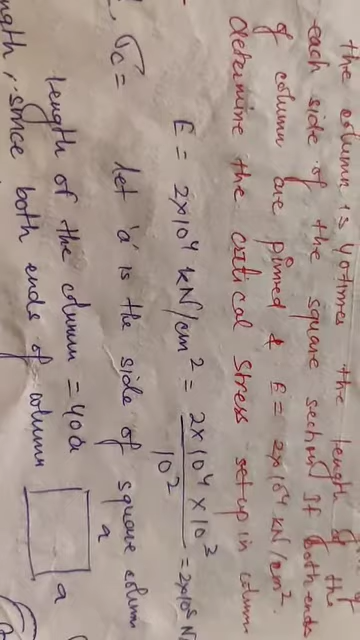 the column is 40 times the length of the
each side of the square section If both ends
of column are pinned & E = 2×10⁴ kN/cm².
determine the critical stress set up in column
σc =
E = 2×10⁴ kN/cm² = 2×10⁴ × 10³ / 10² = 2×10⁵ N
let 'a' is the side of square column
a
length of the column = 40a
a
since both ends of column